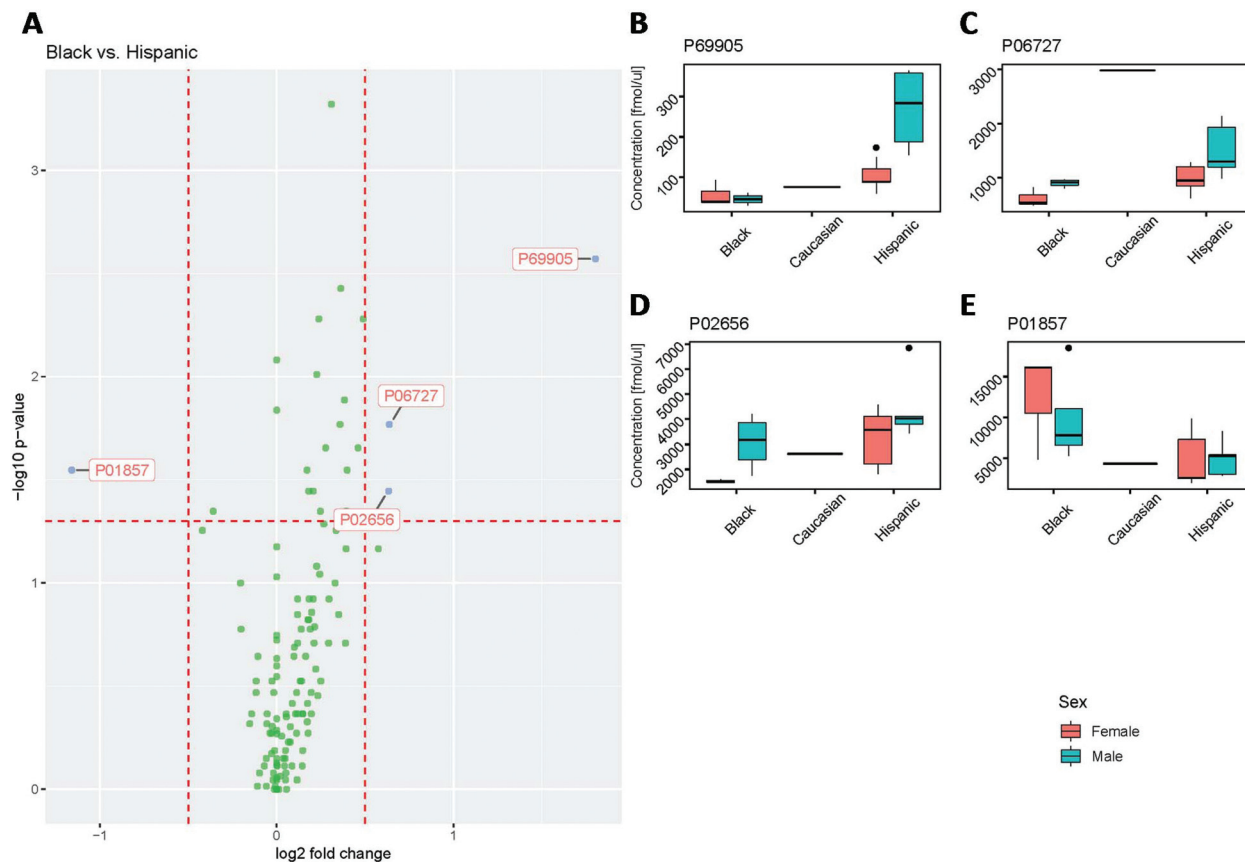 A
Black vs. Hispanic
3
2
1
0
−log10 p-value
P69905
P06727
P01857
P02656
−1
0
1
log2 fold change
B
P69905
Concentration [fmol/ul]
300
200
100
Black
Caucasian
Hispanic
C
P06727
3000
2000
1000
Black
Caucasian
Hispanic
D
P02656
Concentration [fmol/ul]
7000
6000
5000
4000
3000
2000
Black
Caucasian
Hispanic
E
P01857
15000
10000
5000
Black
Caucasian
Hispanic
Sex
Female
Male